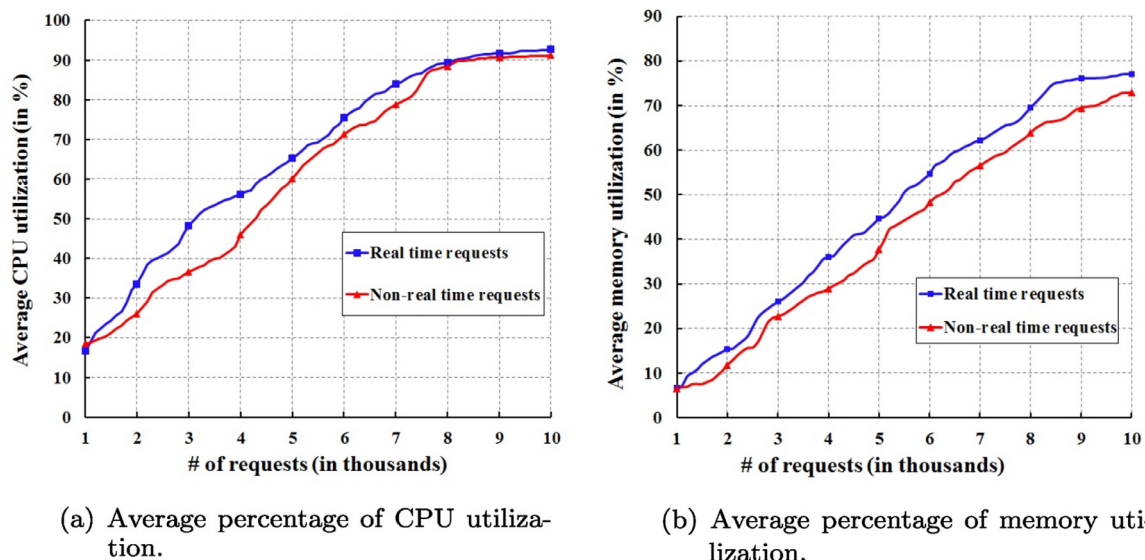 Average CPU utilization (in %)
100
90
80
70
60
50
40
30
20
10
0
Real time requests
Non-real time requests
1 2 3 4 5 6 7 8 9 10
# of requests (in thousands)
(a) Average percentage of CPU utiliza-
tion.
Average memory utilization (in %)
90
80
70
60
50
40
30
20
10
0
Real time requests
Non-real time requests
1 2 3 4 5 6 7 8 9 10
# of requests (in thousands)
(b) Average percentage of memory uti-
lization.